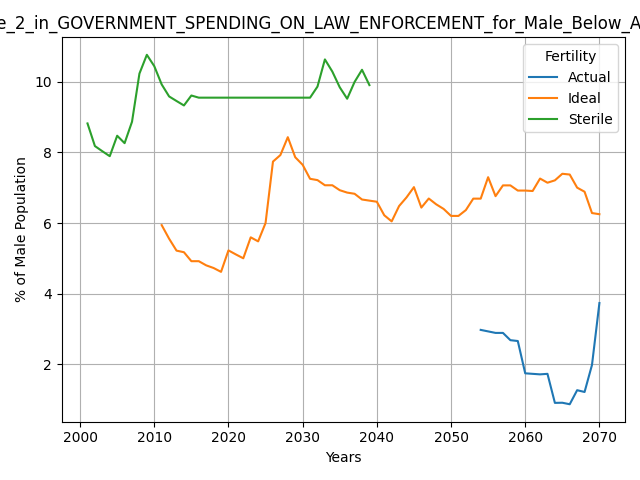 e_2_in_GOVERNMENT_SPENDING_ON_LAW_ENFORCEMENT_for_Male_Below_A
Fertility
Actual
Ideal
Sterile
% of Male Population
10
8
6
4
2
2000 2010 2020 2030 2040 2050 2060 2070
Years